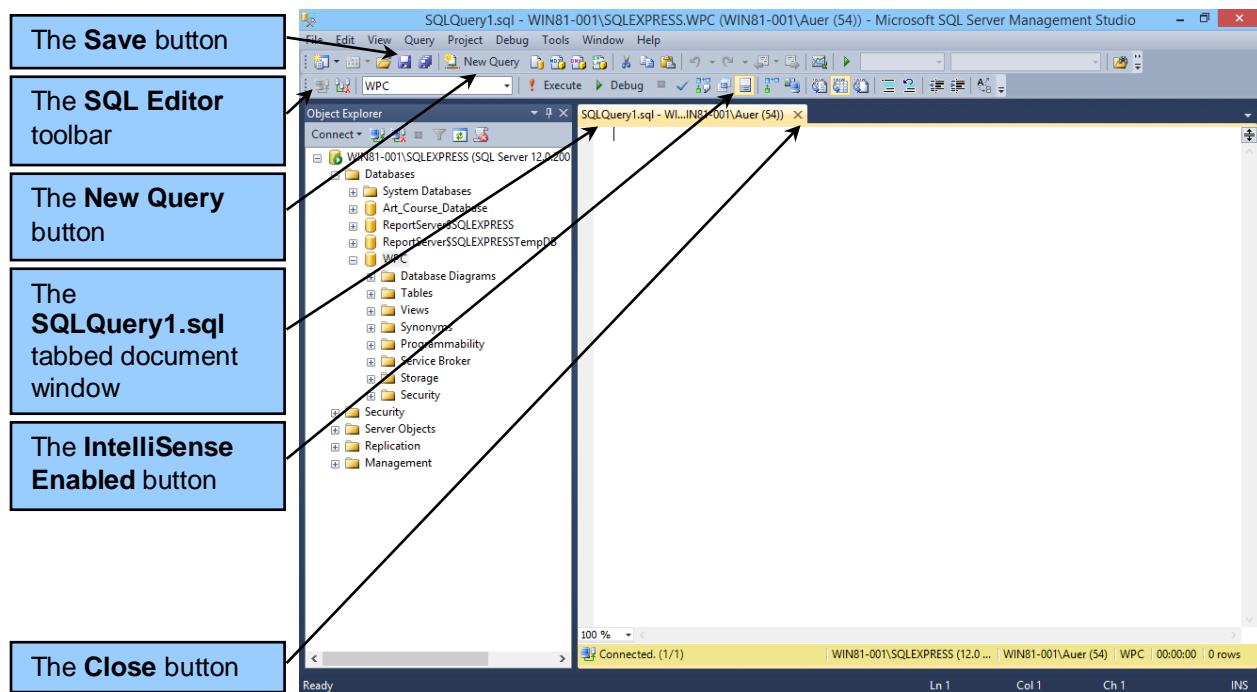 The Save button
The SQL Editor
toolbar
The New Query
button
The
SQLQuery1.sql
tabbed document
window
The IntelliSense
Enabled button
The Close button
SQLQuery1.sql - WIN81-001\SQLEXPRESS.WPC (WIN81-001\Auer (54)) - Microsoft SQL Server Management Studio
File Edit View Query Project Debug Tools Window Help
New Query
WPC Execute Debug
Object Explorer
Connect
WIN81-001\SQLEXPRESS (SQL Server 12.0.200
Databases
System Databases
Art_Course_Database
ReportServer$SQLEXPRESS
ReportServer$SQLEXPRESSTempDB
WPC
Database Diagrams
Tables
Views
Synonyms
Programmability
Service Broker
Storage
Security
Security
Server Objects
Replication
Management
SQLQuery1.sql - WI...IN81-001\Auer (54))
100 %
Connected. (1/1) WIN81-001\SQLEXPRESS (12.0 ... WIN81-001\Auer (54) WPC 00:00:00 0 rows
Ready Ln 1 Col 1 Ch 1 INS